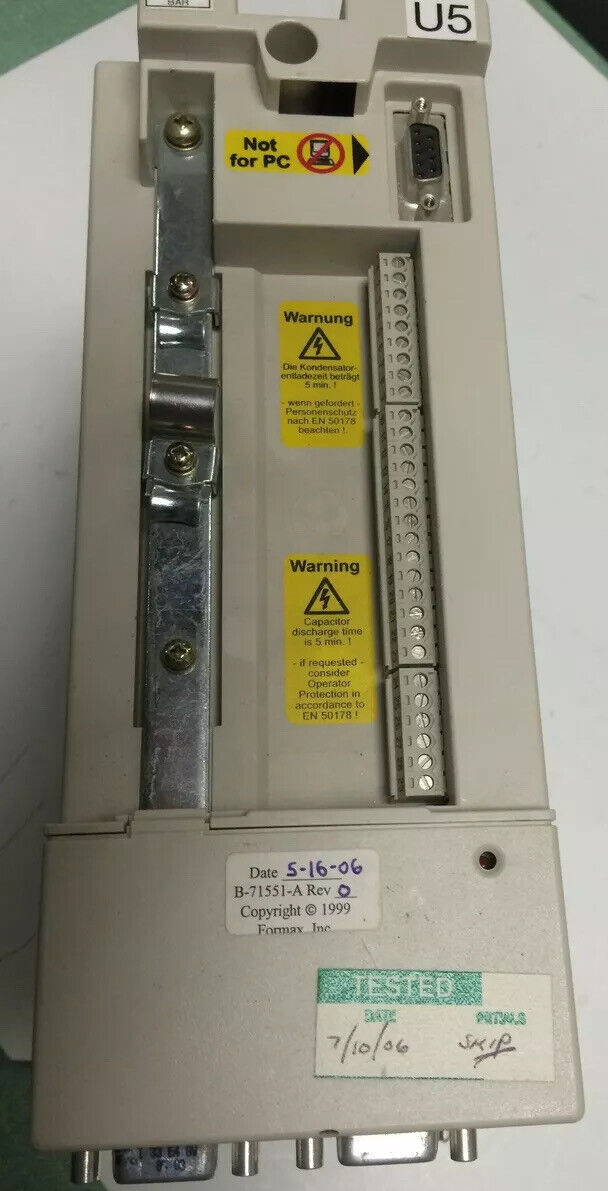 BAR
U5
Not
for PC
Warnung
Die Kondensator-
entladezeit beträgt
5 min. !
- wenn gefordert -
Personenschutz
nach EN 50178
beachten !.
Warning
Capacitor
discharge time
is 5 min. !
- if requested -
consider
Operator
Protection in
accordance to
EN 50178 !
Date 5-16-06
B-71551-A Rev 0
Copyright © 1999
Formax, Inc
TESTED
DATE INITIALS
7/10/06 SKIP